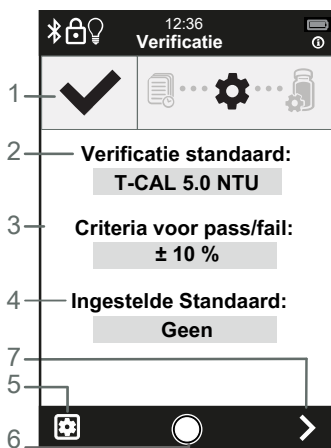 12:36
Verificatie
1
2 Verificatie standaard:
T-CAL 5.0 NTU
3 Criteria voor pass/fail:
± 10 %
4 Ingestelde Standaard:
Geen
7
5
6